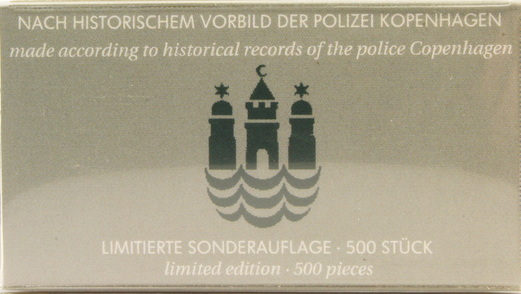 NACH HISTORISCHEM VORBILD DER POLIZEI KOPENHAGEN
made according to historical records of the police Copenhagen
LIMITIERTE SONDERAUFLAGE · 500 STÜCK
limited edition · 500 pieces